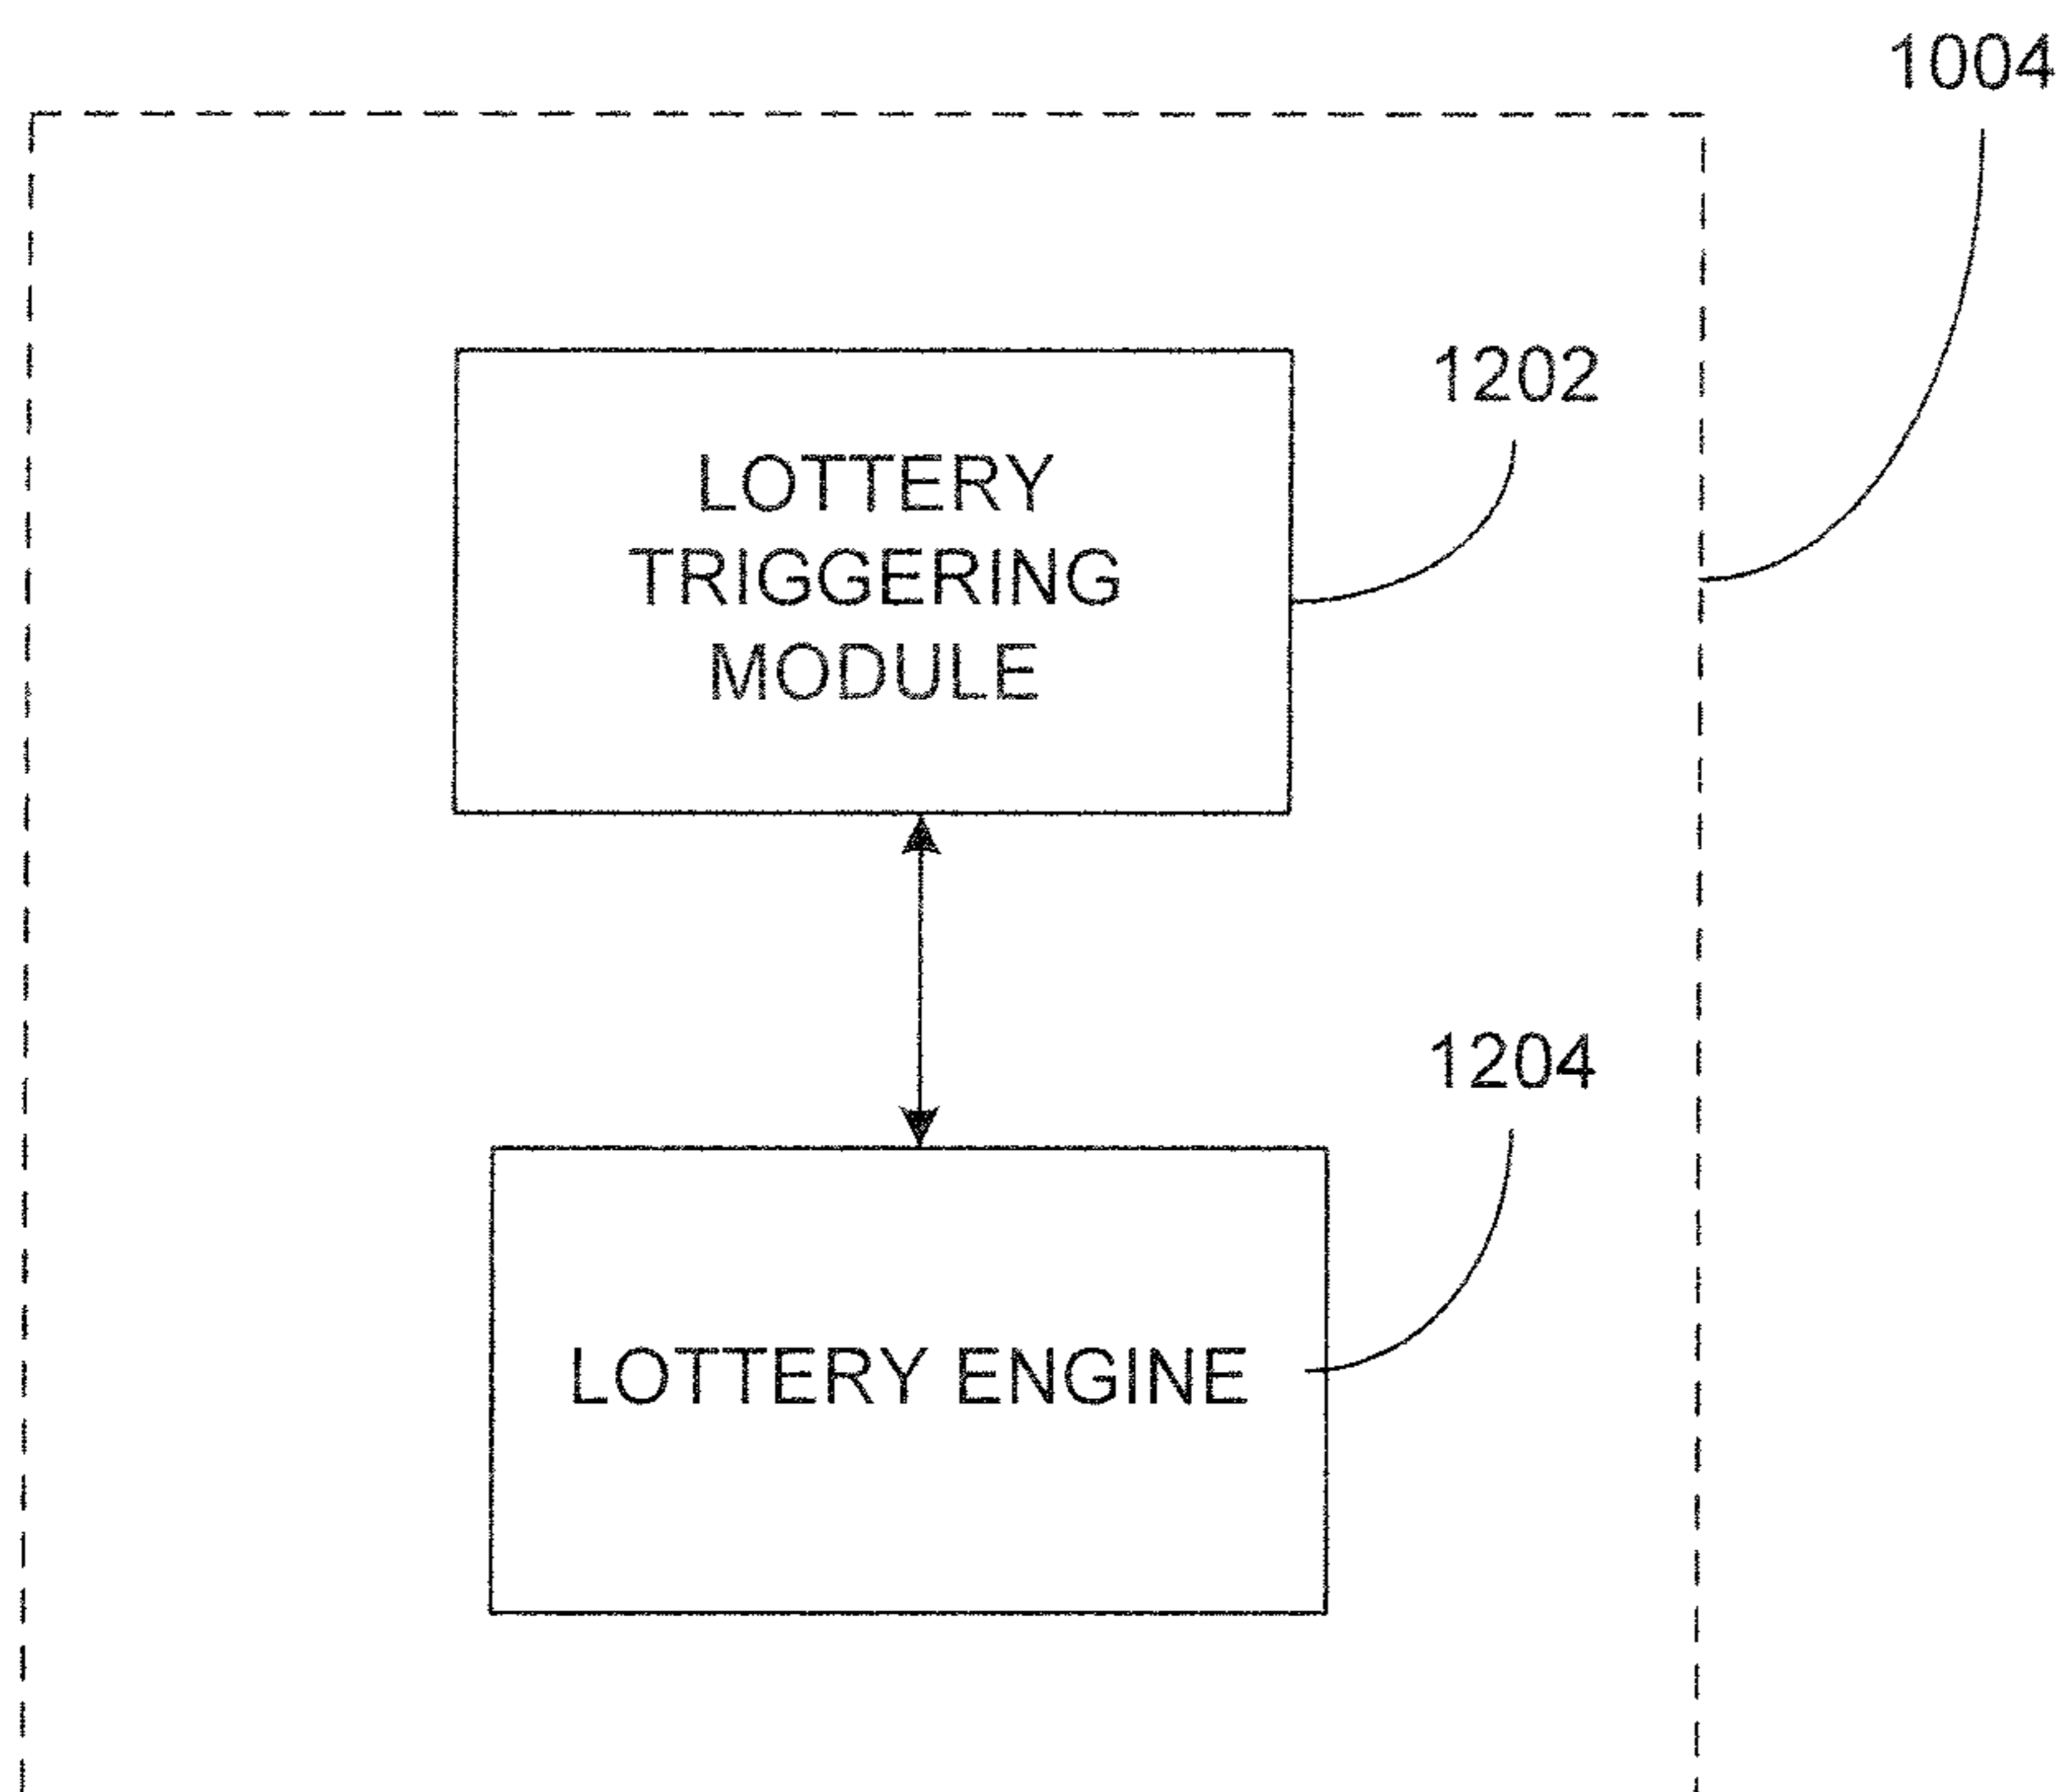 1004
1202
LOTTERY
TRIGGERING
MODULE
1204
LOTTERY ENGINE